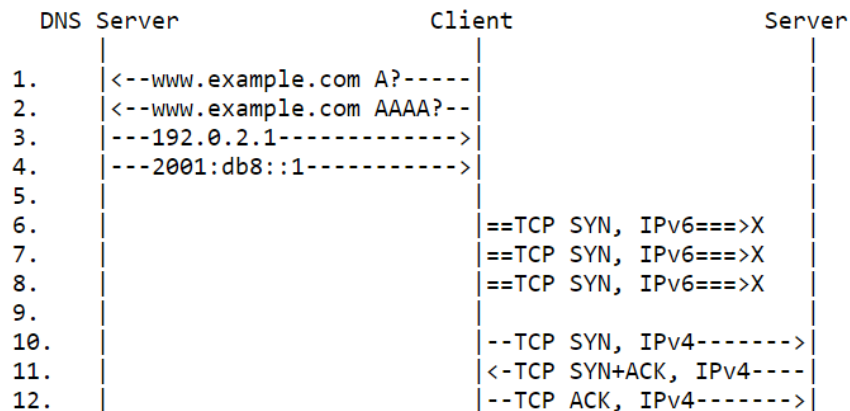 DNS Server                  Client                  Server
      |                       |                       |
1.    |<--www.example.com A?-----|                       |
2.    |<--www.example.com AAAA?--|                       |
3.    |---192.0.2.1------------->|                       |
4.    |---2001:db8::1----------->|                       |
5.    |                          |                       |
6.    |                          |==TCP SYN, IPv6===>X   |
7.    |                          |==TCP SYN, IPv6===>X   |
8.    |                          |==TCP SYN, IPv6===>X   |
9.    |                          |                       |
10.   |                          |--TCP SYN, IPv4------->|
11.   |                          |<-TCP SYN+ACK, IPv4----|
12.   |                          |--TCP ACK, IPv4------->|